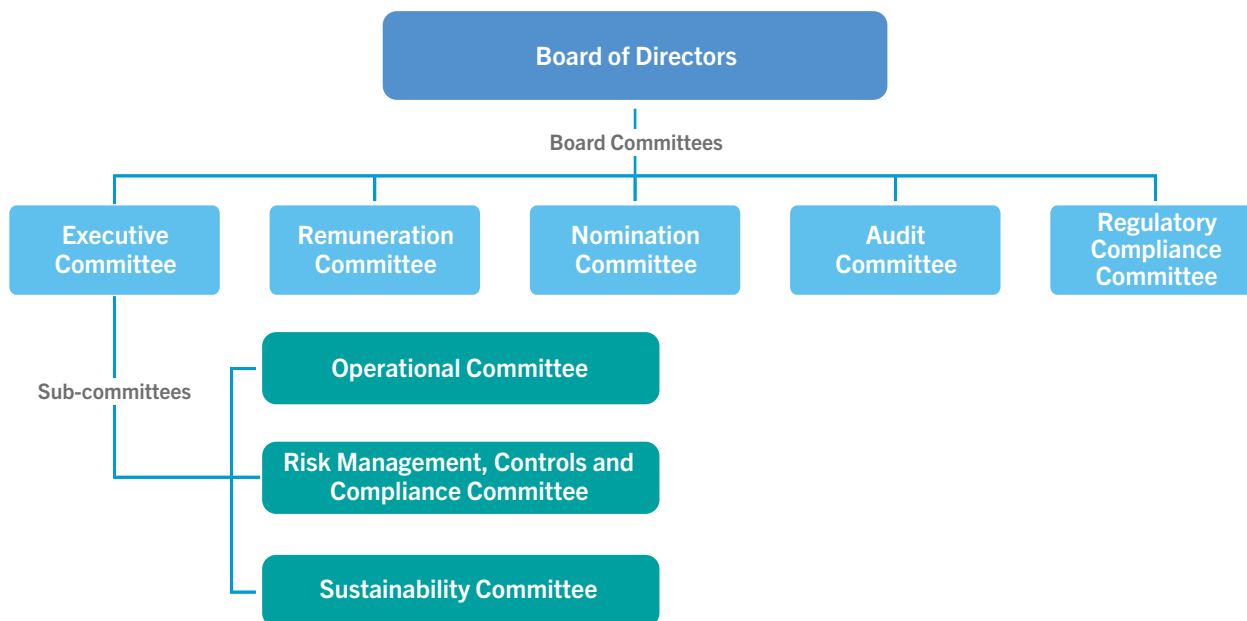 Board of Directors
Board Committees
Executive
Committee
Remuneration
Committee
Nomination
Committee
Audit
Committee
Regulatory
Compliance
Committee
Operational Committee
Sub-committees
Risk Management, Controls and
Compliance Committee
Sustainability Committee